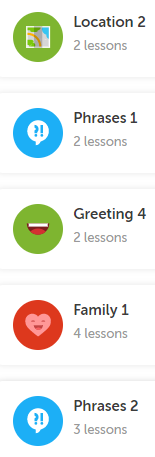 Location 2
2 lessons
Phrases 1
2 lessons
Greeting 4
2 lessons
Family 1
4 lessons
Phrases 2
3 lessons